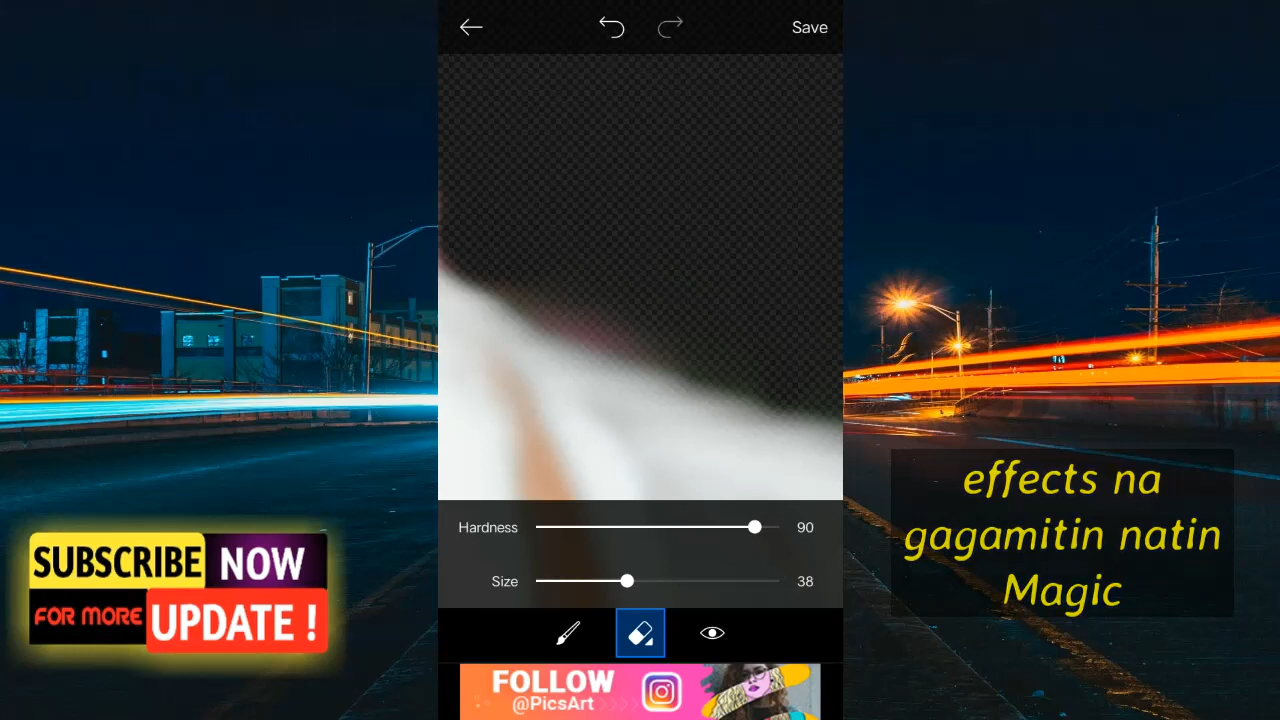 Save
Hardness 90
Size 38
effects na
gagamitin natin
Magic
SUBSCRIBE NOW
FOR MORE UPDATE !
FOLLOW
@PicsArt